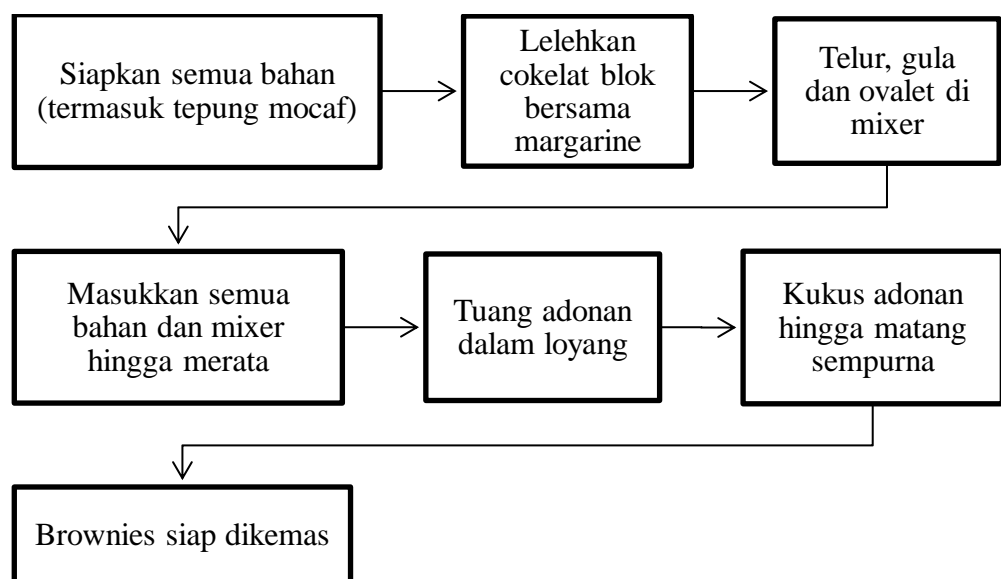 Siapkan semua bahan
(termasuk tepung mocaf)
Lelehkan
cokelat blok
bersama
margarine
Telur, gula
dan ovalet di
mixer
Masukkan semua
bahan dan mixer
hingga merata
Tuang adonan
dalam loyang
Kukus adonan
hingga matang
sempurna
Brownies siap dikemas